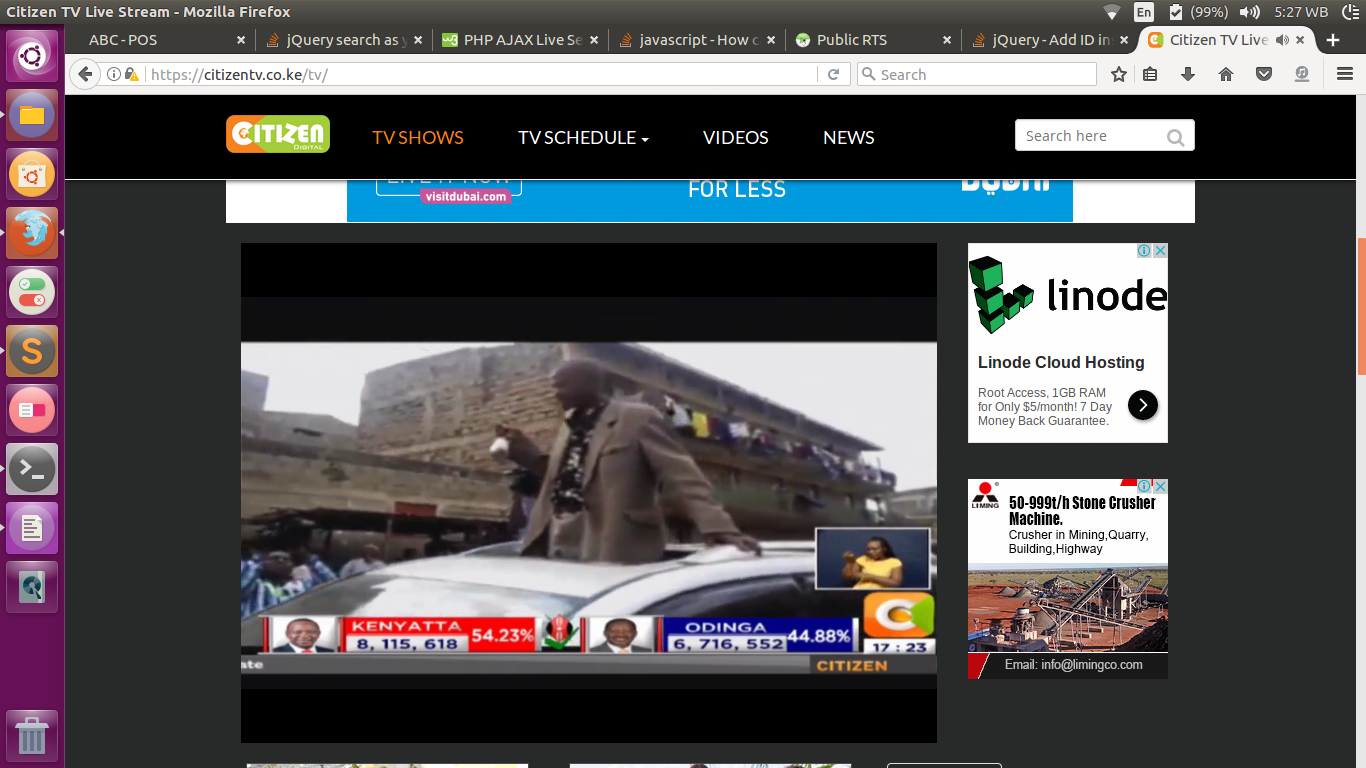 Citizen TV Live Stream - Mozilla Firefox
En (99%) 5:27 WB
ABC - POS
jQuery search as y
PHP AJAX Live Se
javascript - How c
Public RTS
jQuery - Add ID in
Citizen TV Live
https://citizentv.co.ke/tv/
Search
CITIZEN
DIGITAL
TV SHOWS
TV SCHEDULE
VIDEOS
NEWS
Search here
LIVE IT NOW
visitdubai.com
FOR LESS
DUBAI
linode
Linode Cloud Hosting
Root Access, 1GB RAM
for Only $5/month! 7 Day
Money Back Guarantee.
LIMING
50-999t/h Stone Crusher
Machine.
Crusher in Mining,Quarry,
Building,Highway
Email: info@limingco.com
KENYATTA
8, 115, 618
54.23%
ODINGA
6, 716, 552
44.88%
17 : 23
ate
CITIZEN